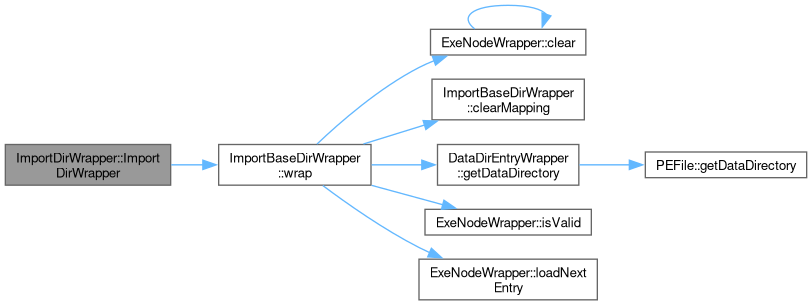 ImportDirWrapper::Import
DirWrapper
ImportBaseDirWrapper
::wrap
ExeNodeWrapper::clear
ImportBaseDirWrapper
::clearMapping
DataDirEntryWrapper
::getDataDirectory
PEFile::getDataDirectory
ExeNodeWrapper::isValid
ExeNodeWrapper::loadNext
Entry